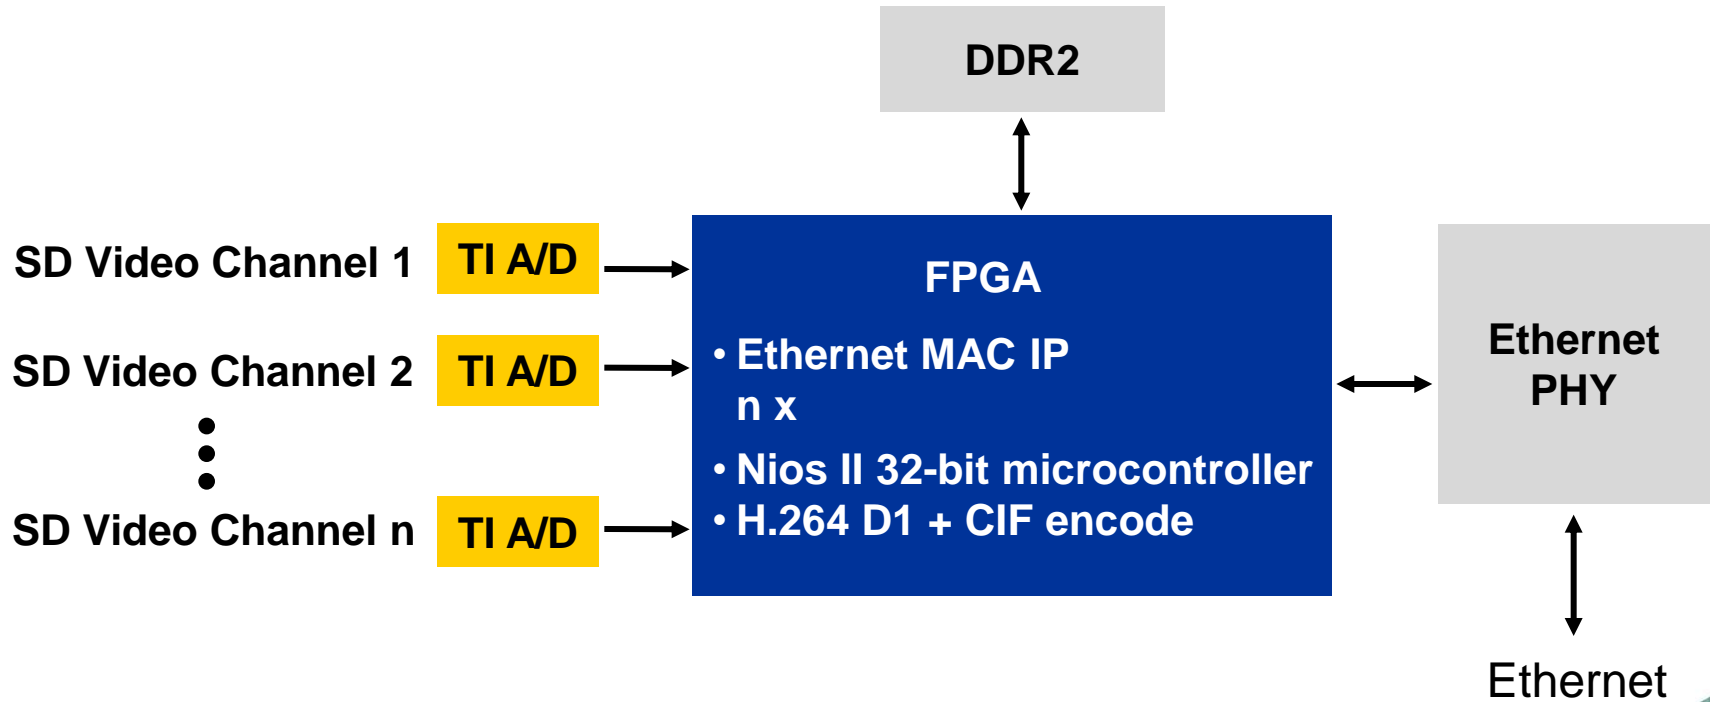 DDR2
SD Video Channel 1
TI A/D
SD Video Channel 2
TI A/D
SD Video Channel n
TI A/D
FPGA
• Ethernet MAC IP
n x
• Nios II 32-bit microcontroller
• H.264 D1 + CIF encode
Ethernet
PHY
Ethernet